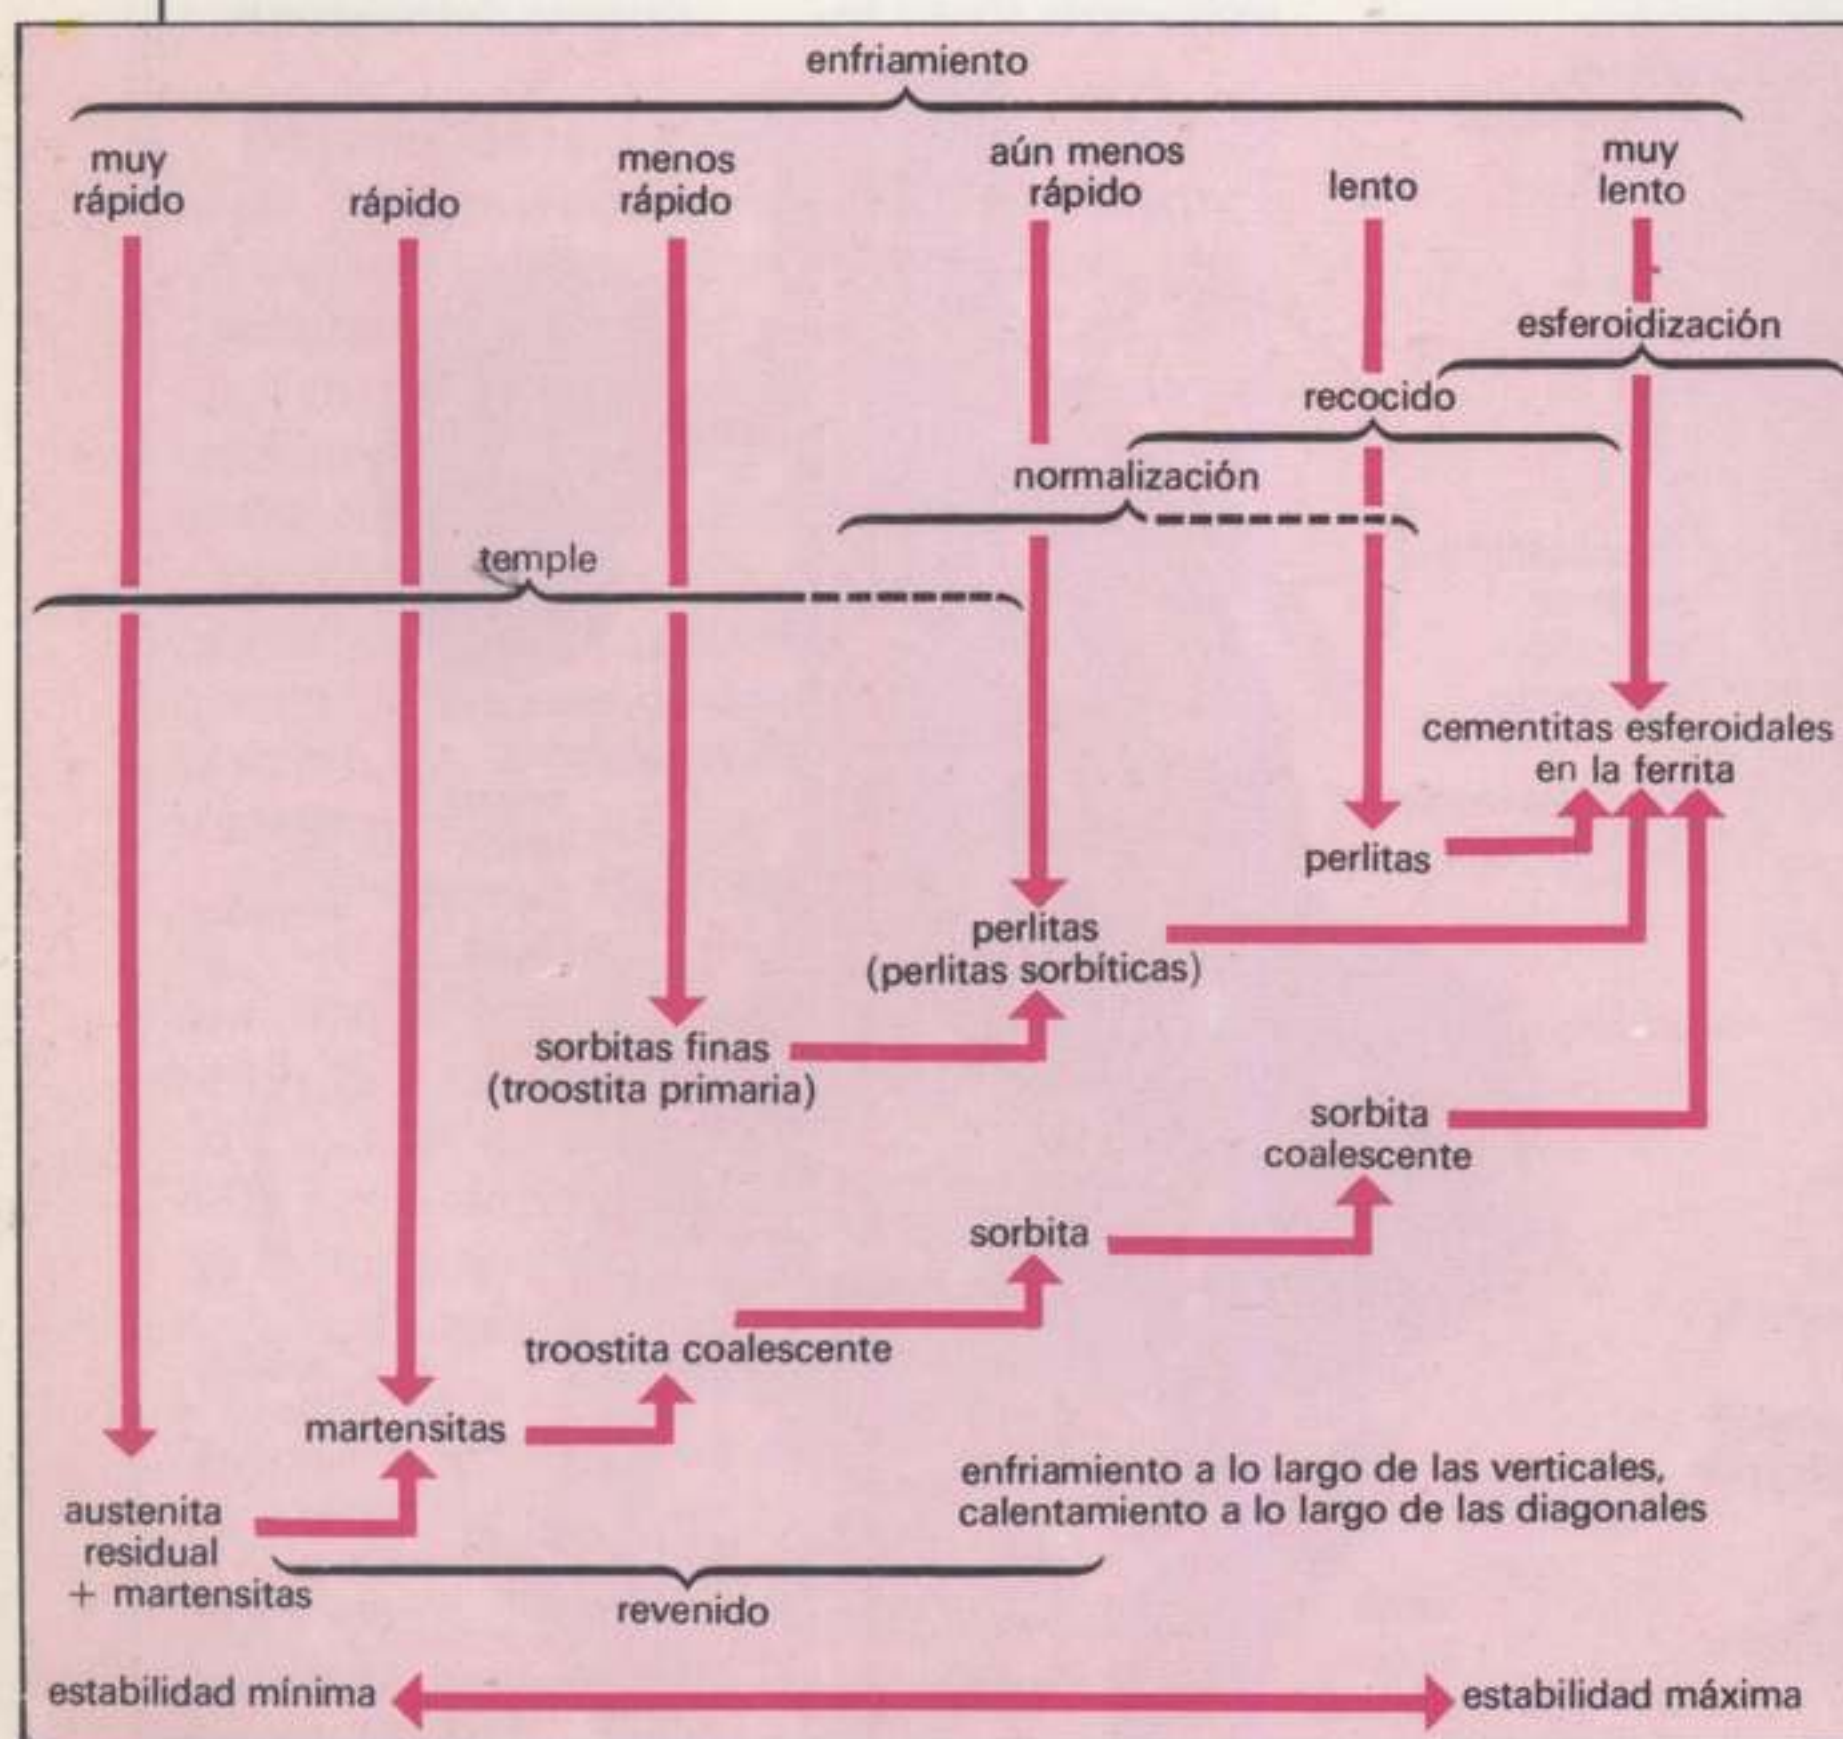 enfriamiento
muy
rápido
rápido
menos
rápido
aún menos
rápido
lento
muy
lento
esferoidización
recocido
normalización
temple
cementitas esferoidales
en la ferrita
perlitas
perlitas
(perlitas sorbíticas)
sorbitas finas
(troostita primaria)
sorbita
coalescente
sorbita
troostita coalescente
martensitas
austenita
residual
+ martensitas
enfriamiento a lo largo de las verticales,
calentamiento a lo largo de las diagonales
revenido
estabilidad mínima
estabilidad máxima